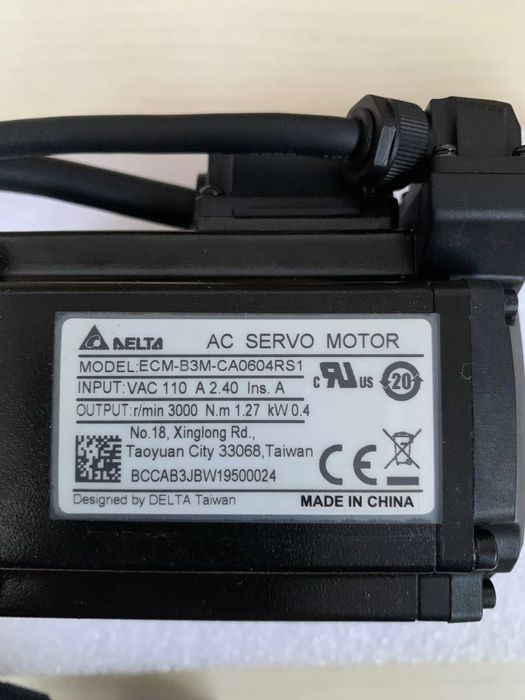 DELTA AC SERVO MOTOR
MODEL:ECM-B3M-CA0604RS1
INPUT:VAC 110 A 2.40 Ins. A
OUTPUT:r/min 3000 N.m 1.27 kW 0.4
c RU US 20
No.18, Xinglong Rd.,
Taoyuan City 33068,Taiwan
BCCAB3JBW19500024
CE
Designed by DELTA Taiwan
MADE IN CHINA